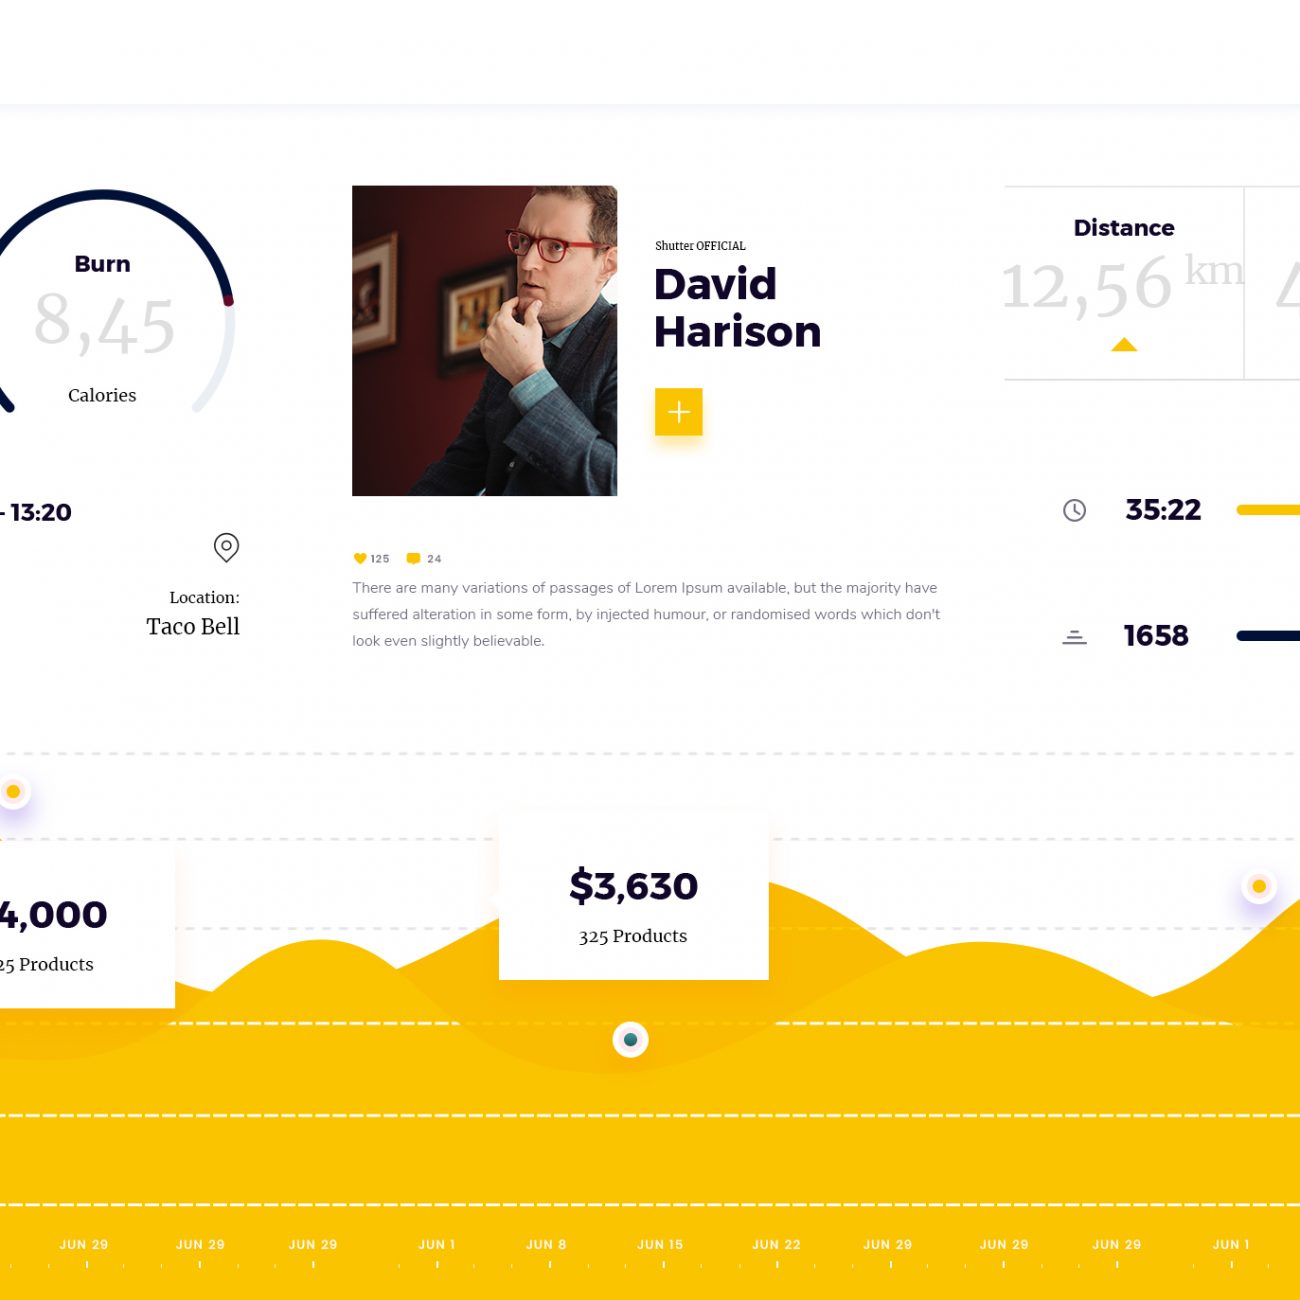 Burn
8,45
Calories
- 13:20
Location:
Taco Bell
Shutter OFFICIAL
David
Harison
125 24
There are many variations of passages of Lorem Ipsum available, but the majority have
suffered alteration in some form, by injected humour, or randomised words which don't
look even slightly believable.
Distance
12,56 km
4
35:22
1658
4,000
25 Products
$3,630
325 Products
JUN 29 JUN 29 JUN 29 JUN 1 JUN 8 JUN 15 JUN 22 JUN 29 JUN 29 JUN 29 JUN 1